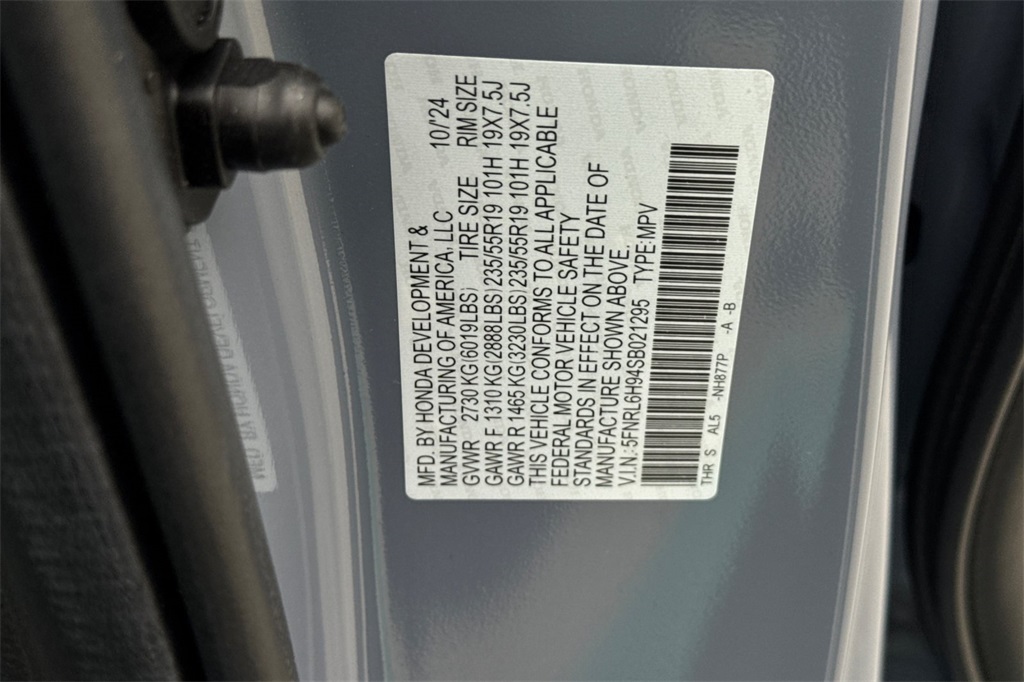 MFD. BY HONDA DEVELOPMENT &
MANUFACTURING OF AMERICA, LLC 10/'24
GVWR 2730 KG(6019LBS) TIRE SIZE RIM SIZE
GAWR F 1310 KG(2888LBS) 235/55R19 101H 19X7.5J
GAWR R 1465 KG(3230LBS) 235/55R19 101H 19X7.5J
THIS VEHICLE CONFORMS TO ALL APPLICABLE
FEDERAL MOTOR VEHICLE SAFETY
STANDARDS IN EFFECT ON THE DATE OF
MANUFACTURE SHOWN ABOVE.
V.I.N.:5FNRL6H94SB021295 TYPE:MPV
THR S AL5 -NH877P -A -B